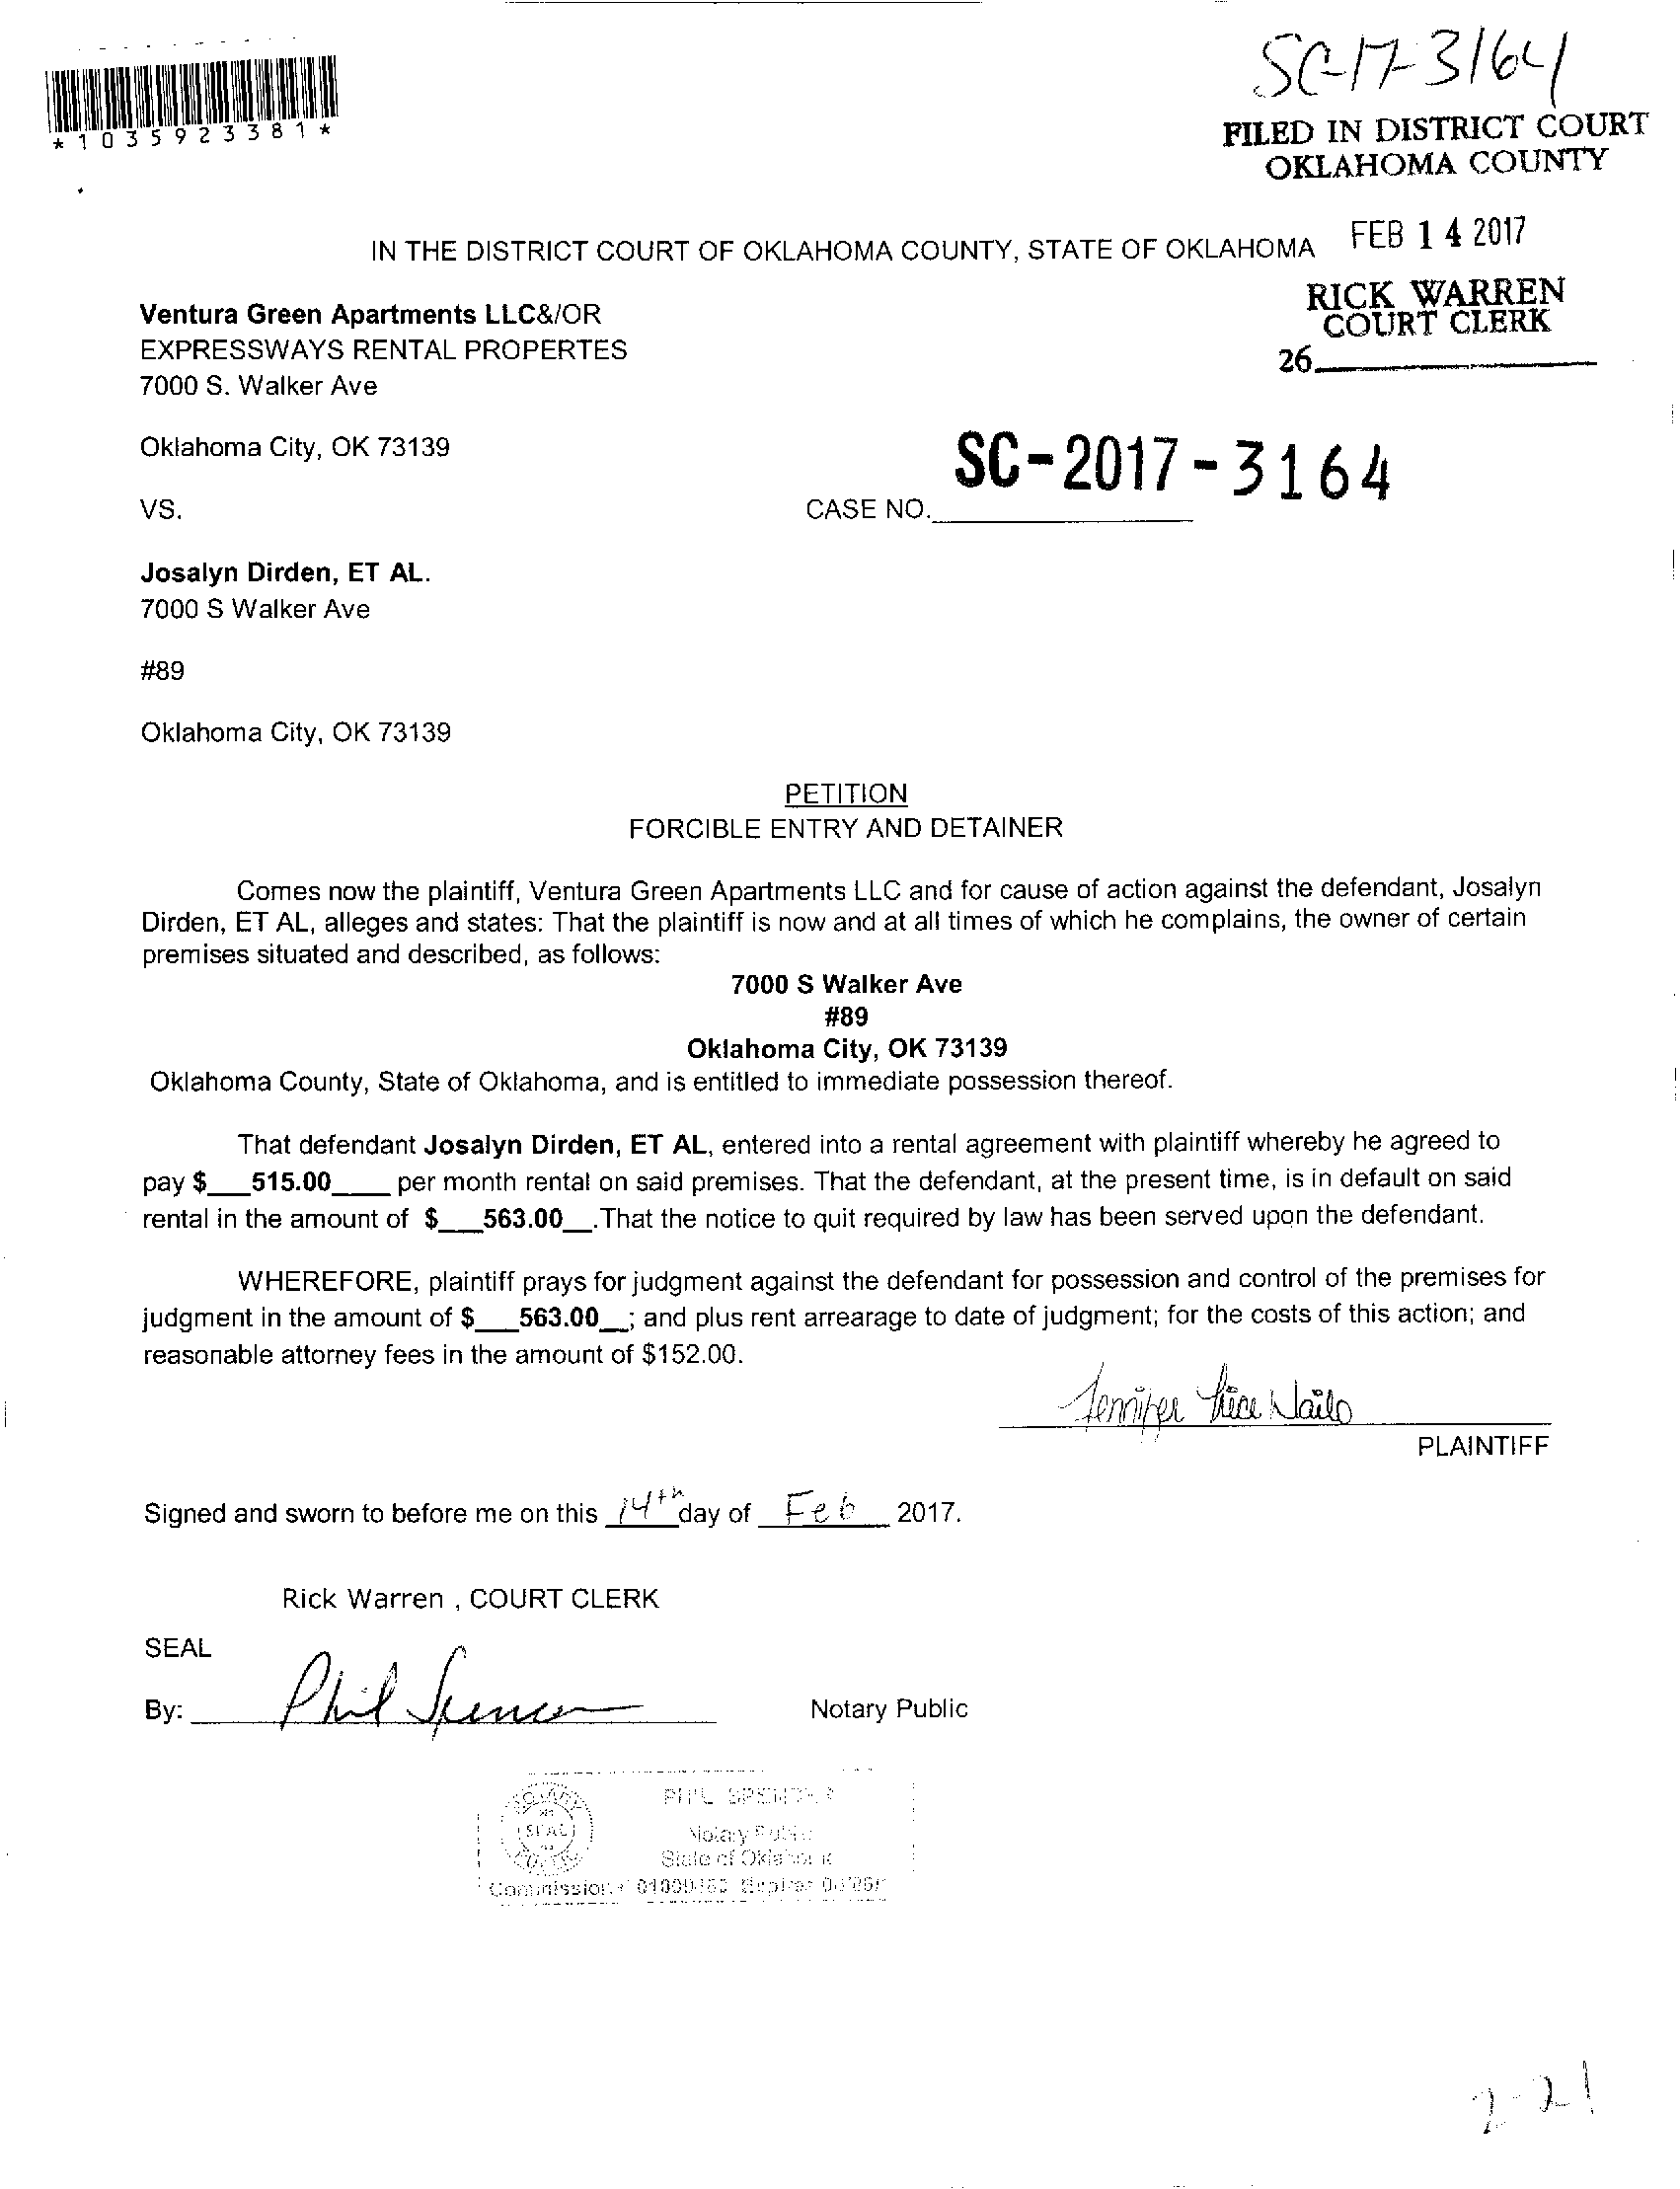 SC-17-3164
*1035923381*
FILED IN DISTRICT COURT
OKLAHOMA COUNTY
FEB 14 2017
IN THE DISTRICT COURT OF OKLAHOMA COUNTY, STATE OF OKLAHOMA
RICK WARREN
COURT CLERK
26
Ventura Green Apartments LLC&/OR
EXPRESSWAYS RENTAL PROPERTES
7000 S. Walker Ave
Oklahoma City, OK 73139
SC-2017-3164
VS.
CASE NO.
Josalyn Dirden, ET AL.
7000 S Walker Ave
#89
Oklahoma City, OK 73139
PETITION
FORCIBLE ENTRY AND DETAINER
Comes now the plaintiff, Ventura Green Apartments LLC and for cause of action against the defendant, Josalyn
Dirden, ET AL, alleges and states: That the plaintiff is now and at all times of which he complains, the owner of certain
premises situated and described, as follows:
7000 S Walker Ave
#89
Oklahoma City, OK 73139
Oklahoma County, State of Oklahoma, and is entitled to immediate possession thereof.
That defendant Josalyn Dirden, ET AL, entered into a rental agreement with plaintiff whereby he agreed to
pay $___515.00____ per month rental on said premises. That the defendant, at the present time, is in default on said
rental in the amount of $___563.00__.That the notice to quit required by law has been served upon the defendant.
WHEREFORE, plaintiff prays for judgment against the defendant for possession and control of the premises for
judgment in the amount of $___563.00__; and plus rent arrearage to date of judgment; for the costs of this action; and
reasonable attorney fees in the amount of $152.00.
Jennifer
PLAINTIFF
Signed and sworn to before me on this 14th day of Feb 2017.
Rick Warren , COURT CLERK
SEAL
By: Phil Spencer
Notary Public
PHIL SPENCER
SEAL
Notary Public
State of Oklahoma
Commission
2-21